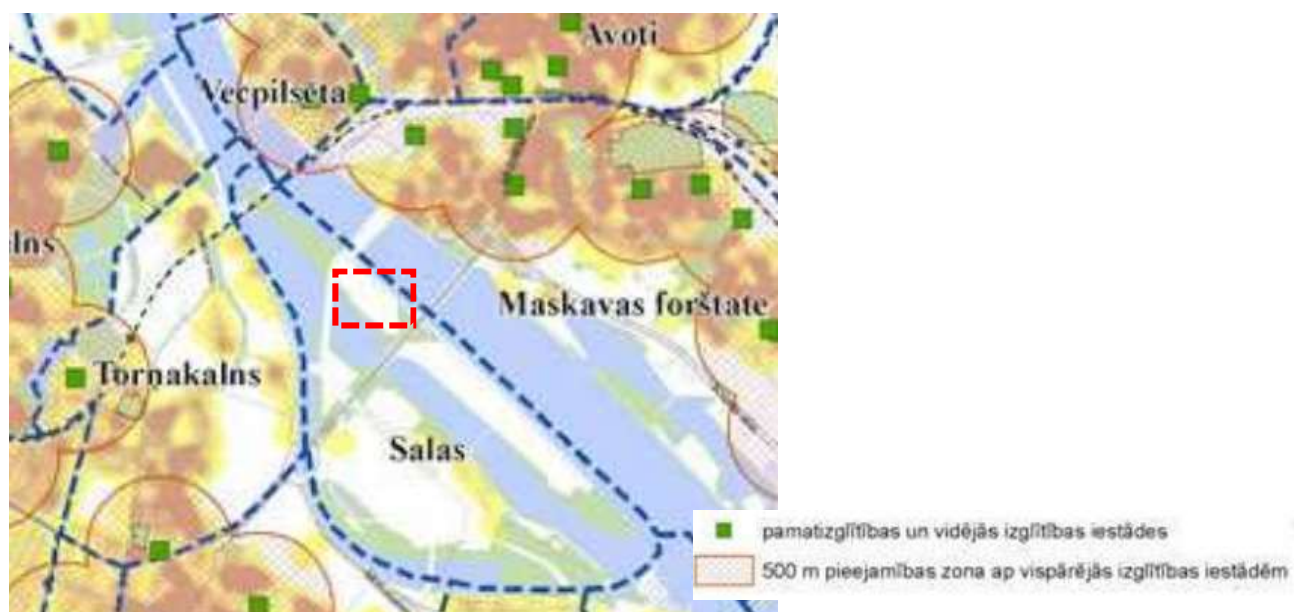 Avoti
Vecpilsēta
lns
Maskavas forštate
Torņakalns
Salas
pamatizglītības un vidējās izglītības iestādes
500 m pieejamības zona ap vispārējās izglītības iestādēm